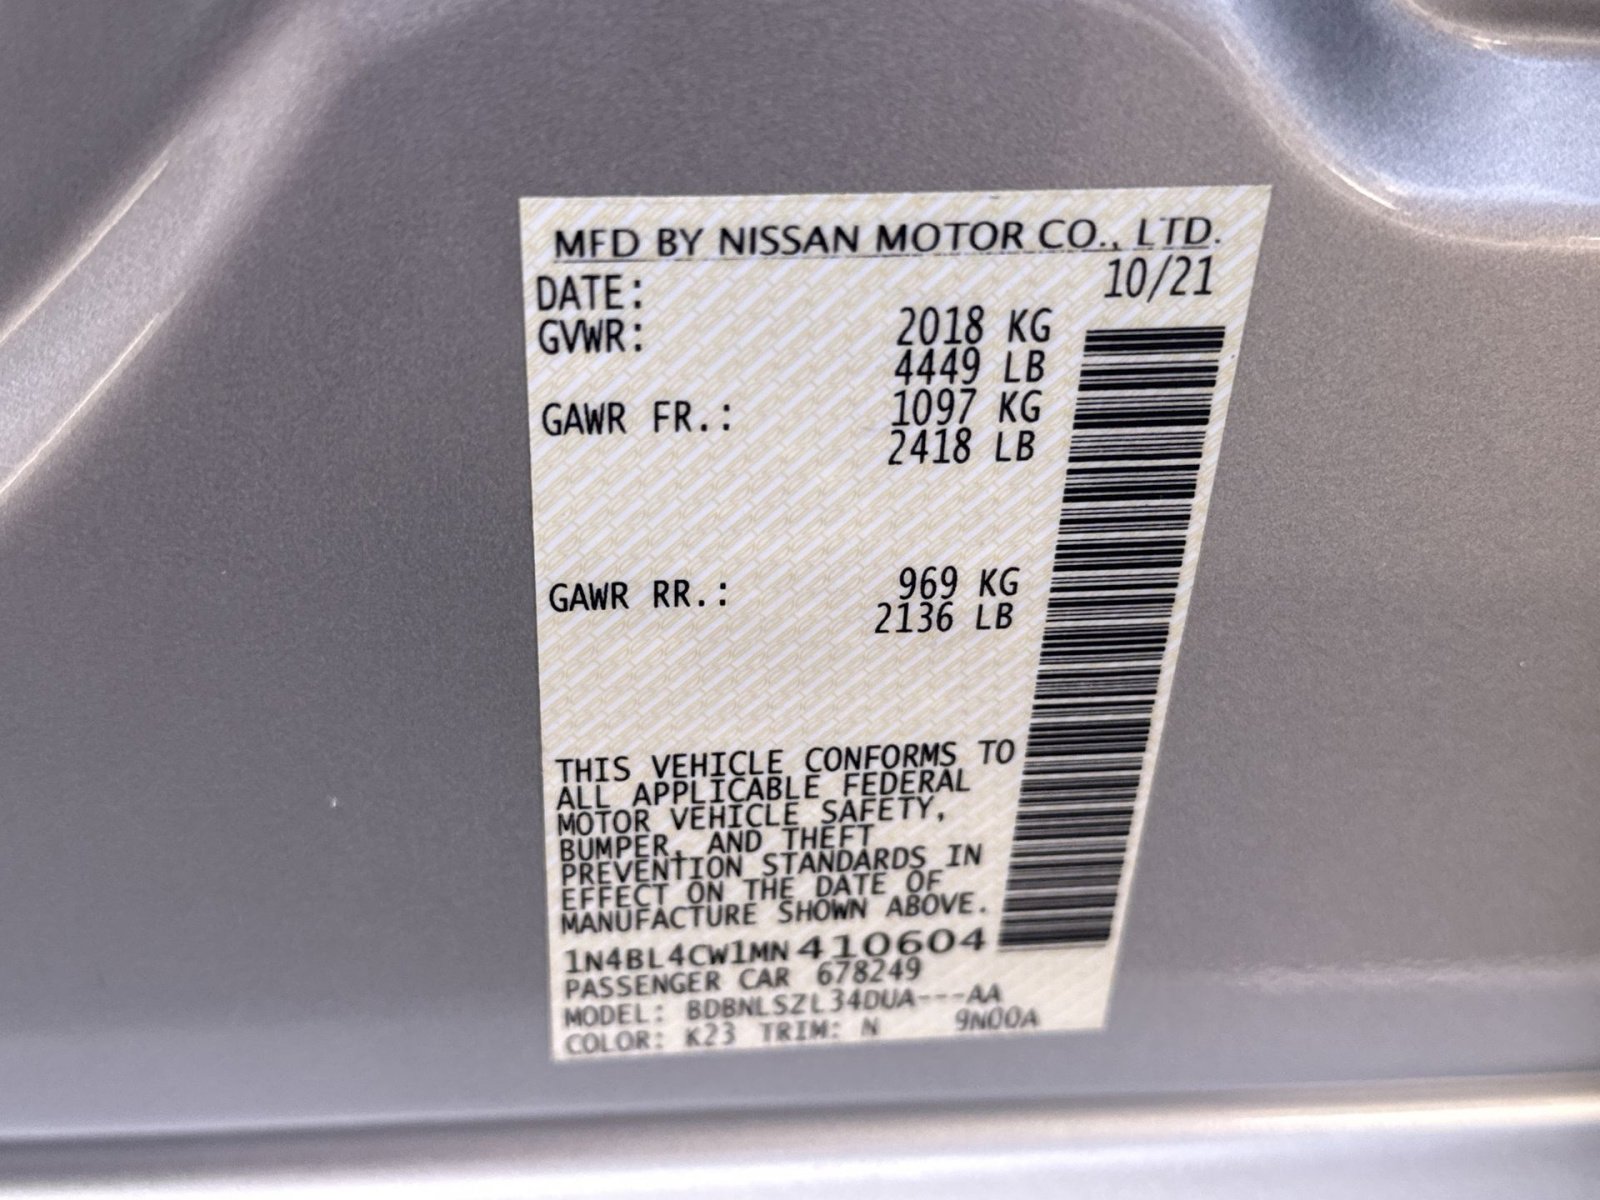 MFD BY NISSAN MOTOR CO., LTD.
DATE: 10/21
GVWR: 2018 KG
4449 LB
GAWR FR.: 1097 KG
2418 LB
GAWR RR.: 969 KG
2136 LB
THIS VEHICLE CONFORMS TO
ALL APPLICABLE FEDERAL
MOTOR VEHICLE SAFETY,
BUMPER, AND THEFT
PREVENTION STANDARDS IN
EFFECT ON THE DATE OF
MANUFACTURE SHOWN ABOVE.
1N4BL4CW1MN410604
PASSENGER CAR 678249
MODEL: BDBNLSZL34DUA---AA
COLOR: K23 TRIM: N 9N00A